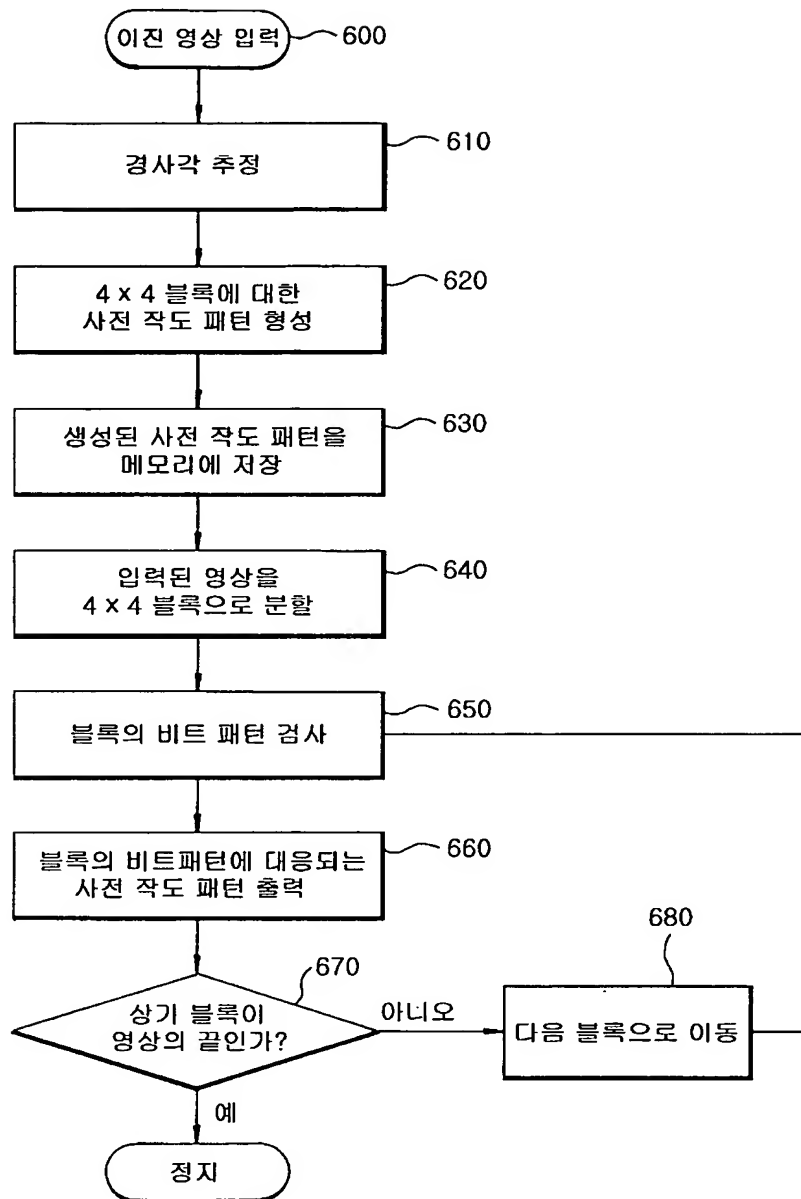 이진 영상 입력
600
경사각 추정
610
4 x 4 블록에 대한
사전 작도 패턴 형성
620
생성된 사전 작도 패턴을
메모리에 저장
630
입력된 영상을
4 x 4 블록으로 분할
640
블록의 비트 패턴 검사
650
블록의 비트패턴에 대응되는
사전 작도 패턴 출력
660
상기 블록이
영상의 끝인가?
670
아니오
다음 블록으로 이동
680
예
정지